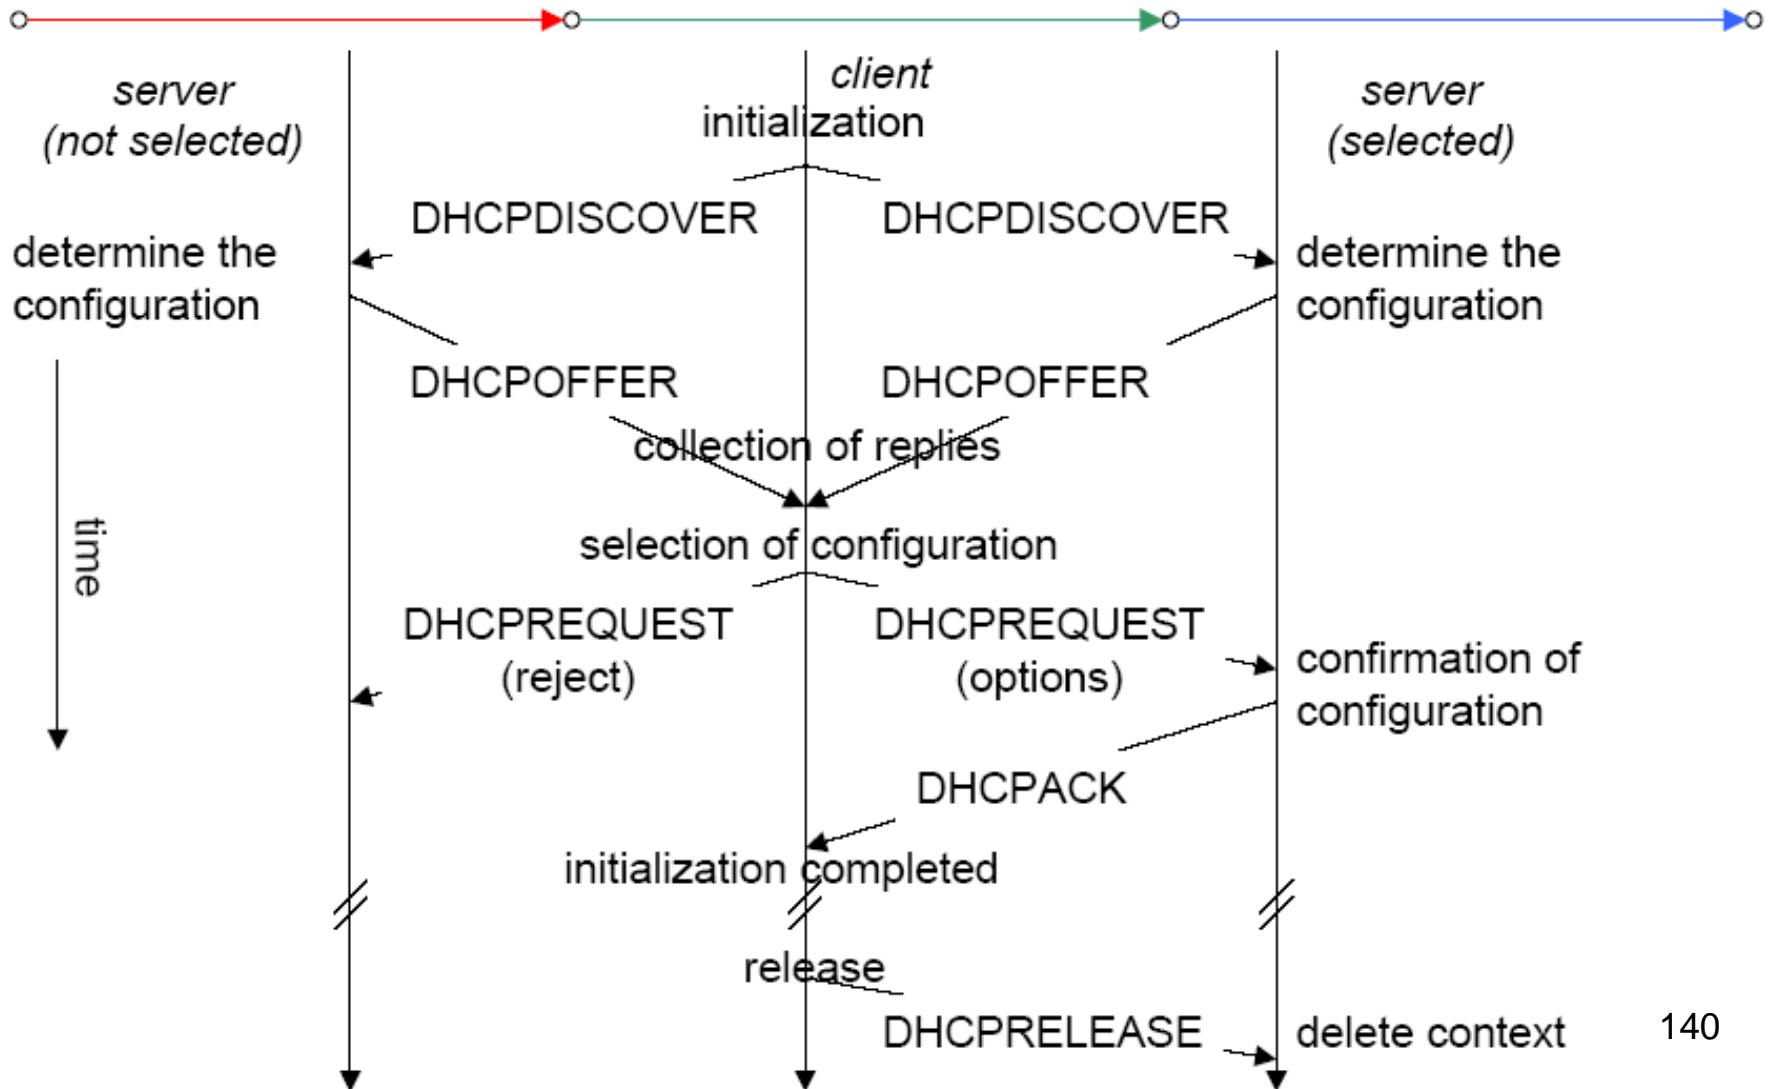 server
(not selected)
client
initialization
server
(selected)
DHCPDISCOVER
DHCPDISCOVER
determine the
configuration
determine the
configuration
DHCPOFFER
DHCPOFFER
collection of replies
time
selection of configuration
DHCPREQUEST
(reject)
DHCPREQUEST
(options)
confirmation of
configuration
DHCPACK
initialization completed
release
DHCPRELEASE
delete context
140